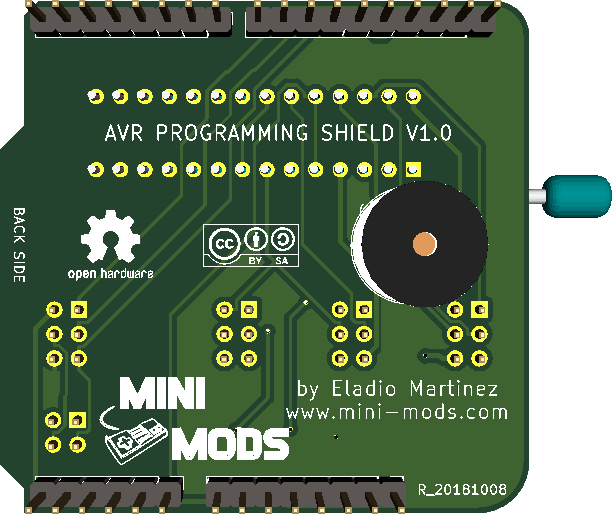 AVR PROGRAMMING SHIELD V1.0
BACK SIDE
open hardware
cc
BY SA
by Eladio Martinez
www.mini-mods.com
MINI
MODS
R_20181008